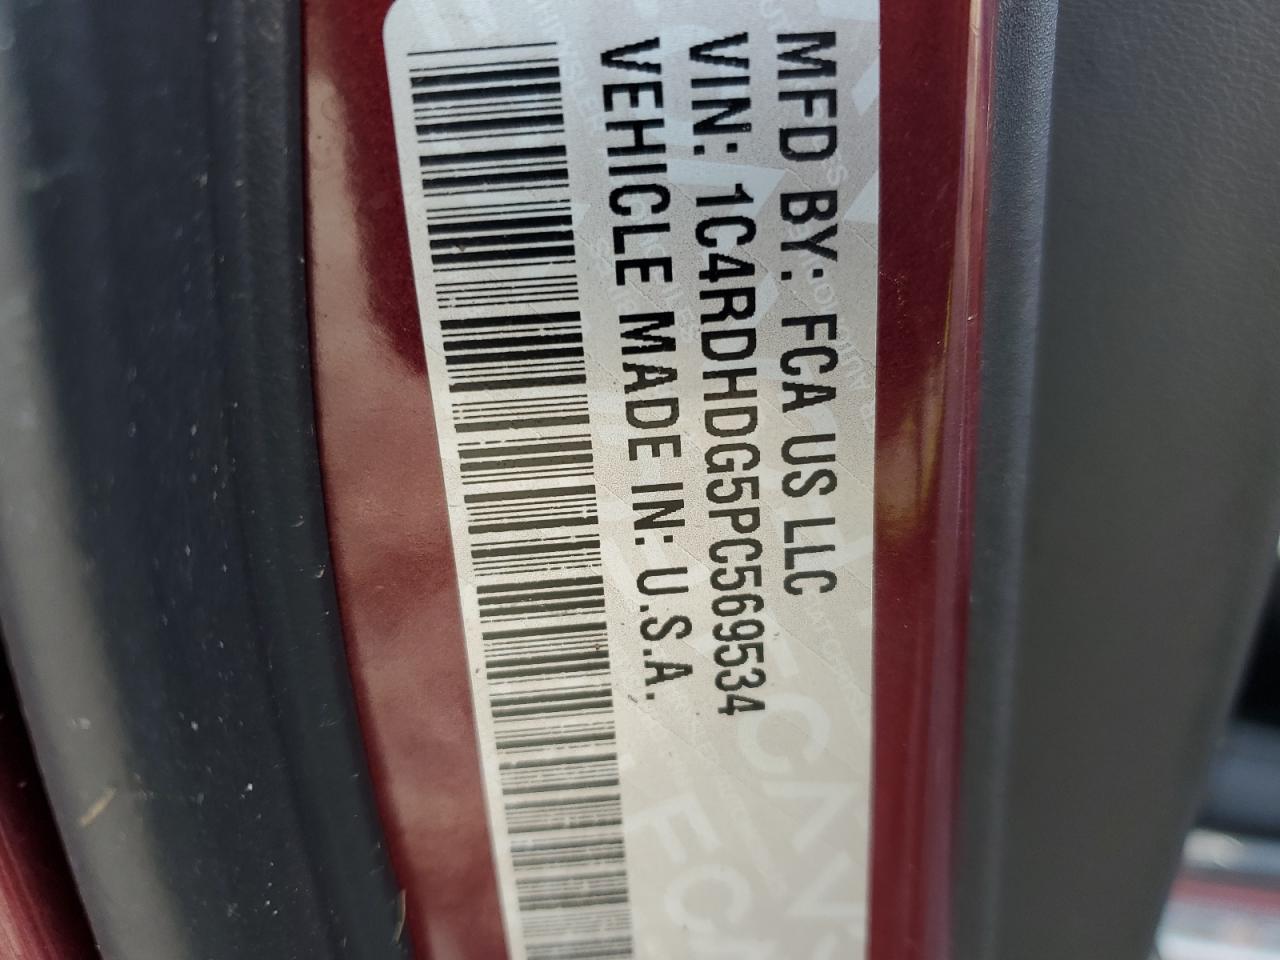 MFD BY: FCA US LLC
VIN: 1C4RDHDG5PC569534
VEHICLE MADE IN: U.S.A.